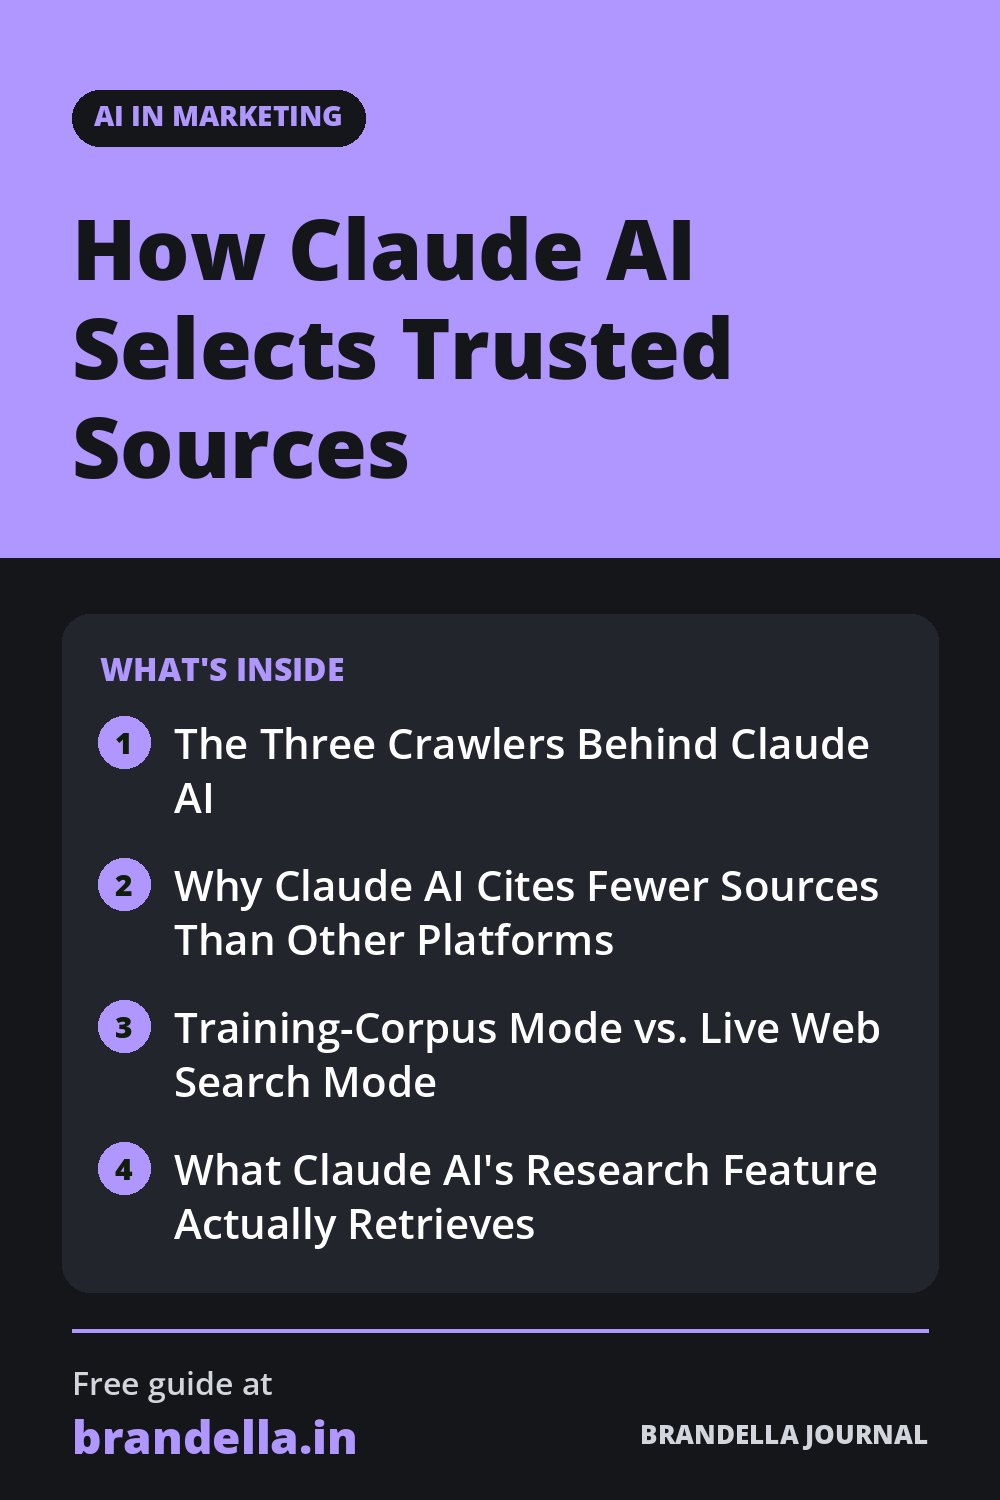 AI IN MARKETING
How Claude AI
Selects Trusted
Sources
WHAT'S INSIDE
1 The Three Crawlers Behind Claude
AI
2 Why Claude AI Cites Fewer Sources
Than Other Platforms
3 Training-Corpus Mode vs. Live Web
Search Mode
4 What Claude AI's Research Feature
Actually Retrieves
Free guide at
brandella.in
BRANDELLA JOURNAL